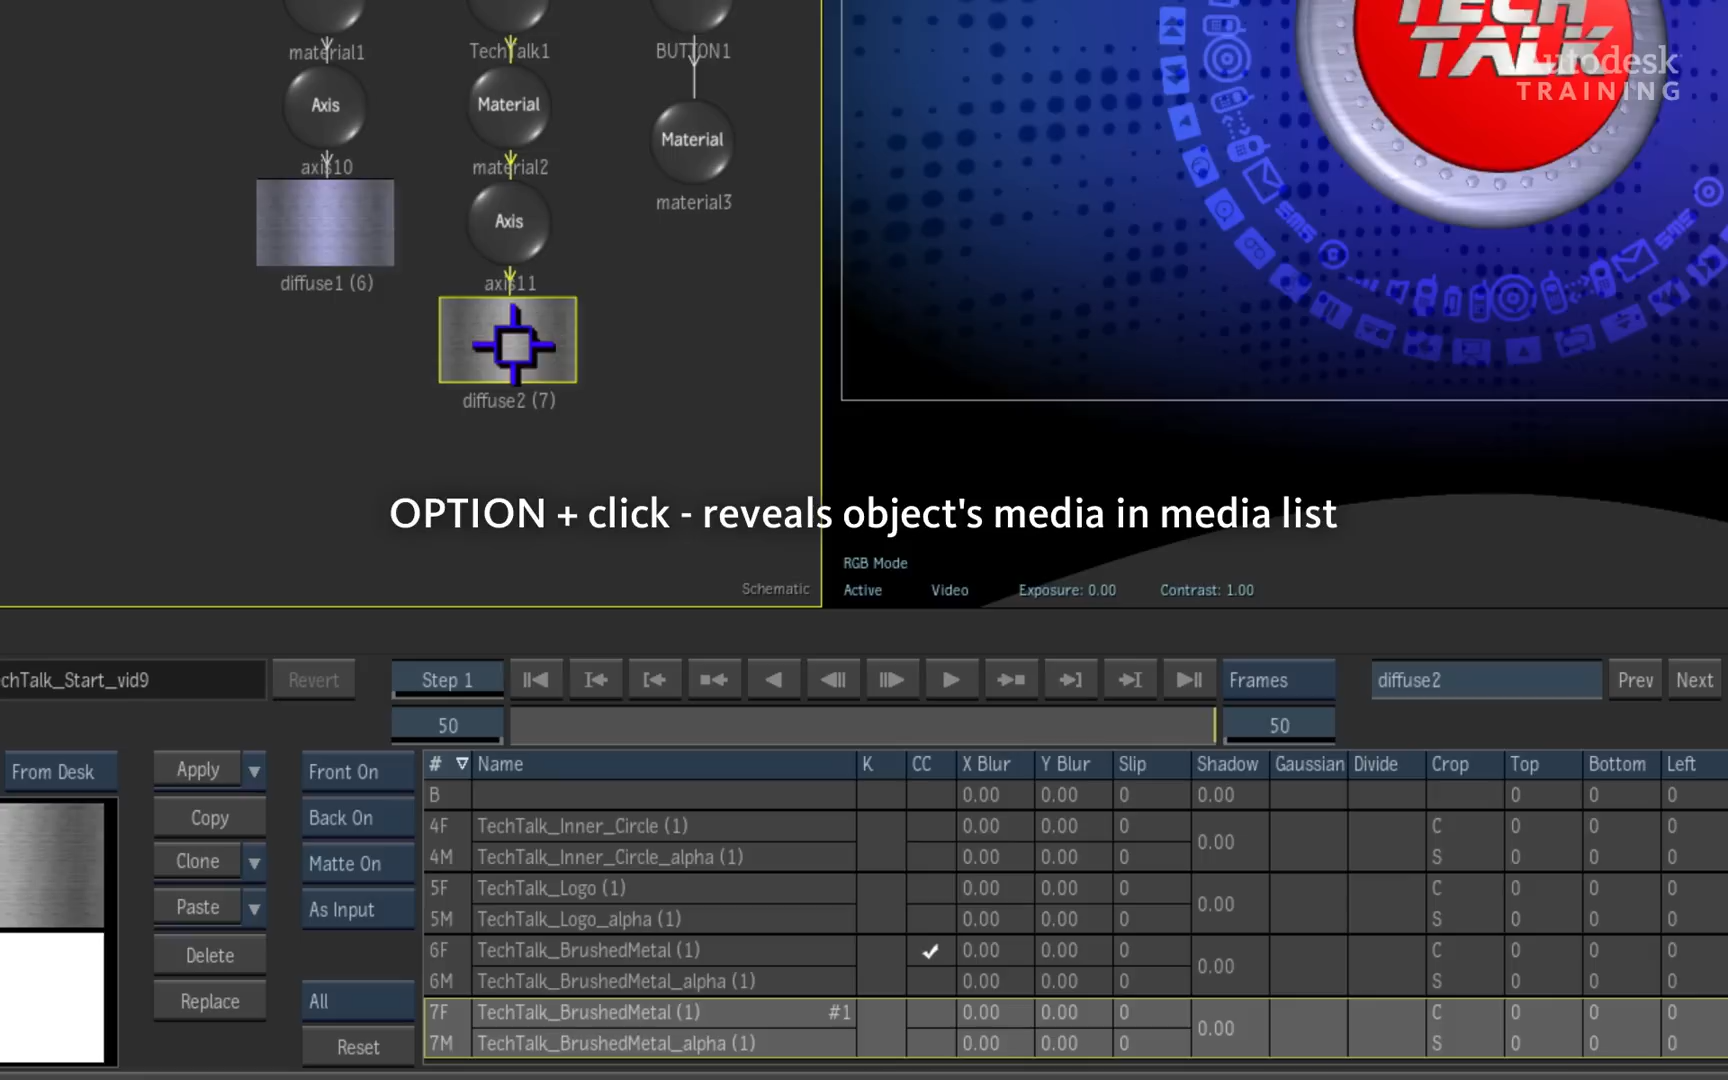 TECH
TALK
Autodesk
TRAINING
material1
TechTalk1
BUTTON1
Axis
Material
Material
axis10
material2
material3
Axis
diffuse1 (6)
axis11
diffuse2 (7)
SMS
SMS
OPTION + click - reveals object's media in media list
Schematic
RGB Mode
Active Video Exposure: 0.00 Contrast: 1.00
chTalk_Start_vid9 Revert Step 1 Frames diffuse2 Prev Next
50 50
From Desk Apply Front On
Copy Back On
Clone Matte On
Paste As Input
Delete
Replace All
Reset
# Name K CC X Blur Y Blur Slip Shadow Gaussian Divide Crop Top Bottom Left
B 0.00 0.00 0 0.00 0 0 0
4F TechTalk_Inner_Circle (1) 0.00 0.00 0 0.00 C 0 0 0
4M TechTalk_Inner_Circle_alpha (1) 0.00 0.00 0 S 0 0 0
5F TechTalk_Logo (1) 0.00 0.00 0 0.00 C 0 0 0
5M TechTalk_Logo_alpha (1) 0.00 0.00 0 S 0 0 0
6F TechTalk_BrushedMetal (1) 0.00 0.00 0 0.00 C 0 0 0
6M TechTalk_BrushedMetal_alpha (1) 0.00 0.00 0 S 0 0 0
7F TechTalk_BrushedMetal (1) #1 0.00 0.00 0 0.00 C 0 0 0
7M TechTalk_BrushedMetal_alpha (1) 0.00 0.00 0 S 0 0 0